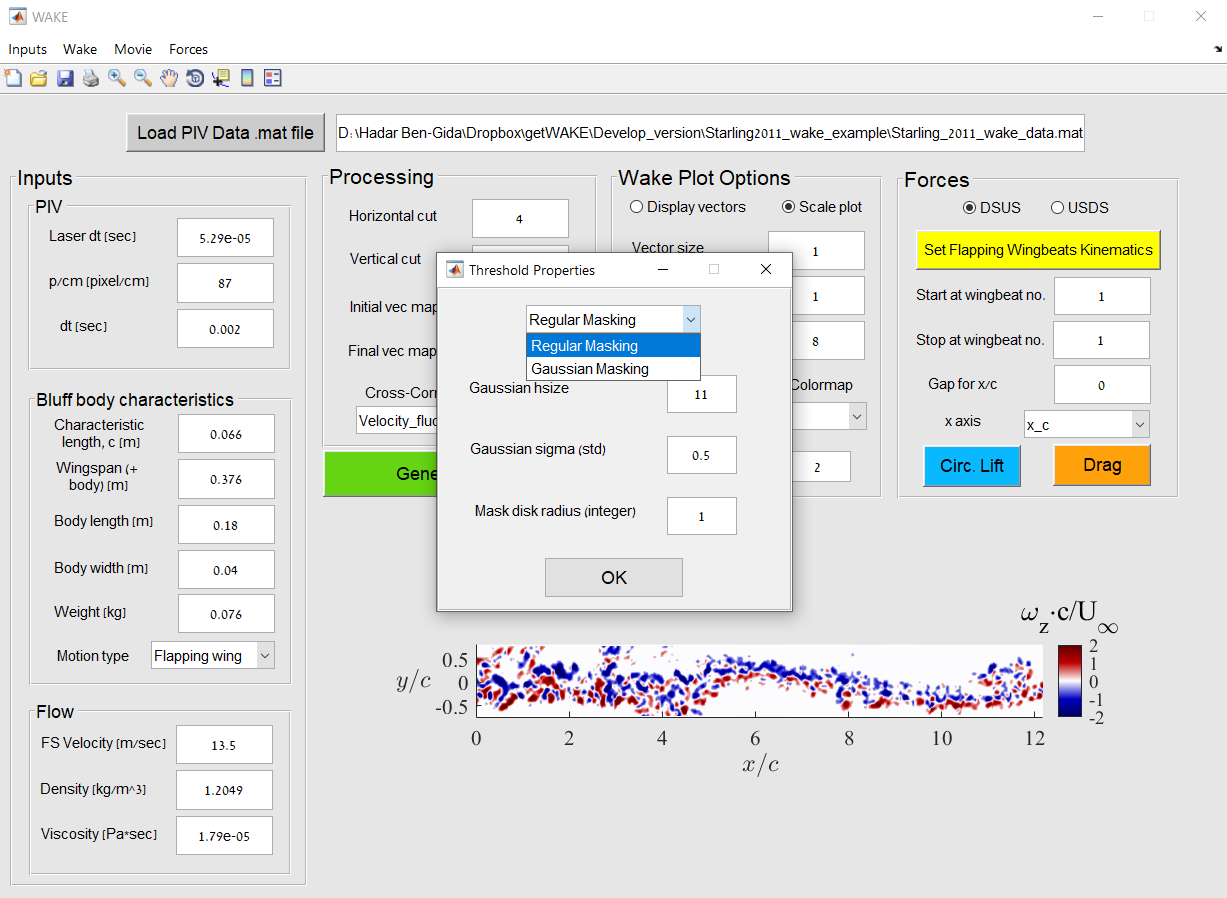 WAKE
Inputs Wake Movie Forces
Load PIV Data .mat file
D:\Hadar Ben-Gida\Dropbox\getWAKE\Develop_version\Starling2011_wake_example\Starling_2011_wake_data.mat
Inputs
PIV
Laser dt [sec]
5.29e-05
p/cm [pixel/cm]
87
dt [sec]
0.002
Bluff body characteristics
Characteristic
length, c [m]
0.066
Wingspan (+
body) [m]
0.376
Body length [m]
0.18
Body width [m]
0.04
Weight [kg]
0.076
Motion type
Flapping wing
Flow
FS Velocity [m/sec]
13.5
Density [kg/m^3]
1.2049
Viscosity [Pa*sec]
1.79e-05
Processing
Horizontal cut
4
Vertical cut
Initial vec map
Final vec map
Cross-Corr
Velocity_fluc
Gene
Wake Plot Options
Display vectors
Scale plot
Vector size
1
1
8
Colormap
2
Forces
DSUS
USDS
Set Flapping Wingbeats Kinematics
Start at wingbeat no.
1
Stop at wingbeat no.
1
Gap for x/c
0
x axis
x_c
Circ. Lift
Drag
Threshold Properties
Regular Masking
Regular Masking
Gaussian Masking
Gaussian hsize
11
Gaussian sigma (std)
0.5
Mask disk radius (integer)
1
OK
ω_z·c/U_∞
2
1
0
-1
-2
y/c
0.5
0
-0.5
0 2 4 6 8 10 12
x/c